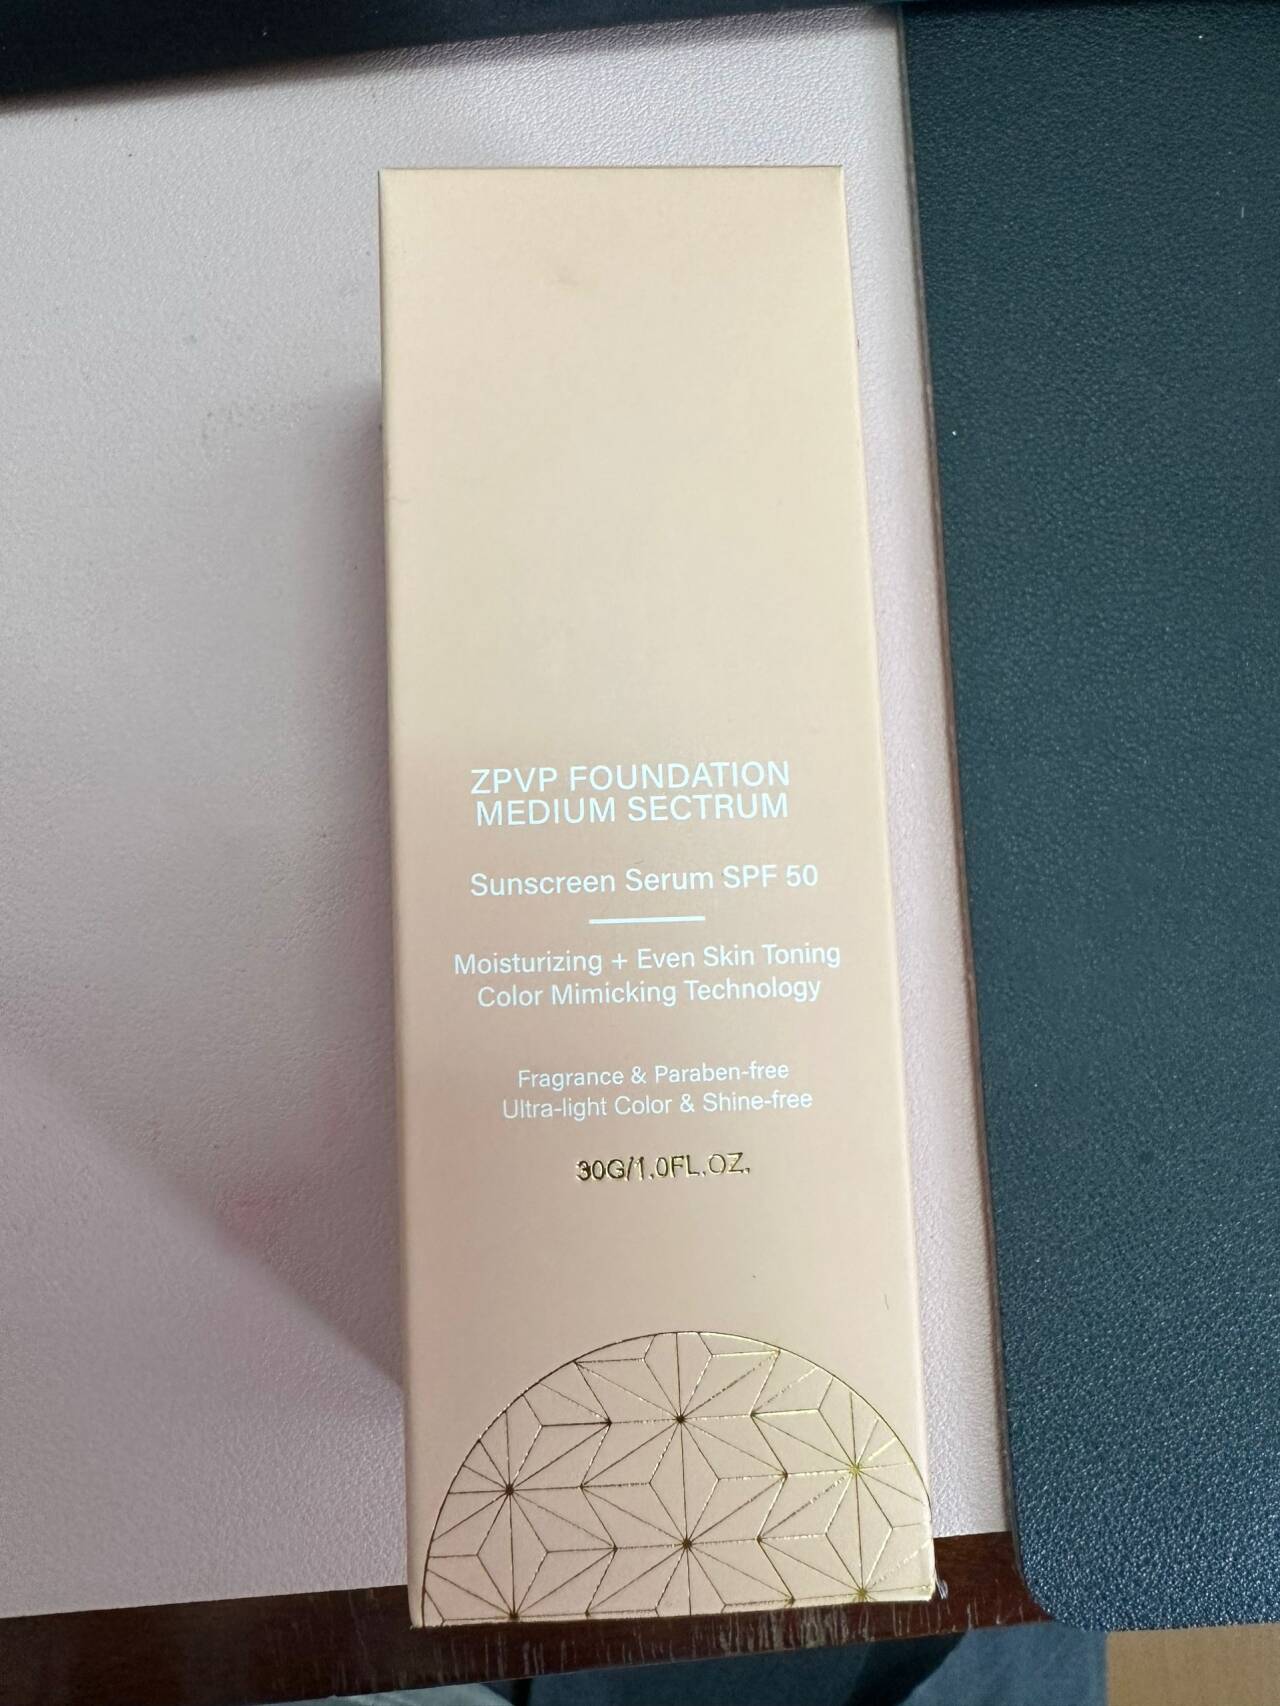 ZPVP FOUNDATION
MEDIUM SECTRUM
Sunscreen Serum SPF 50
Moisturizing + Even Skin Toning
Color Mimicking Technology
Fragrance & Paraben-free
Ultra-light Color & Shine-free
30G/1.0FL.OZ.